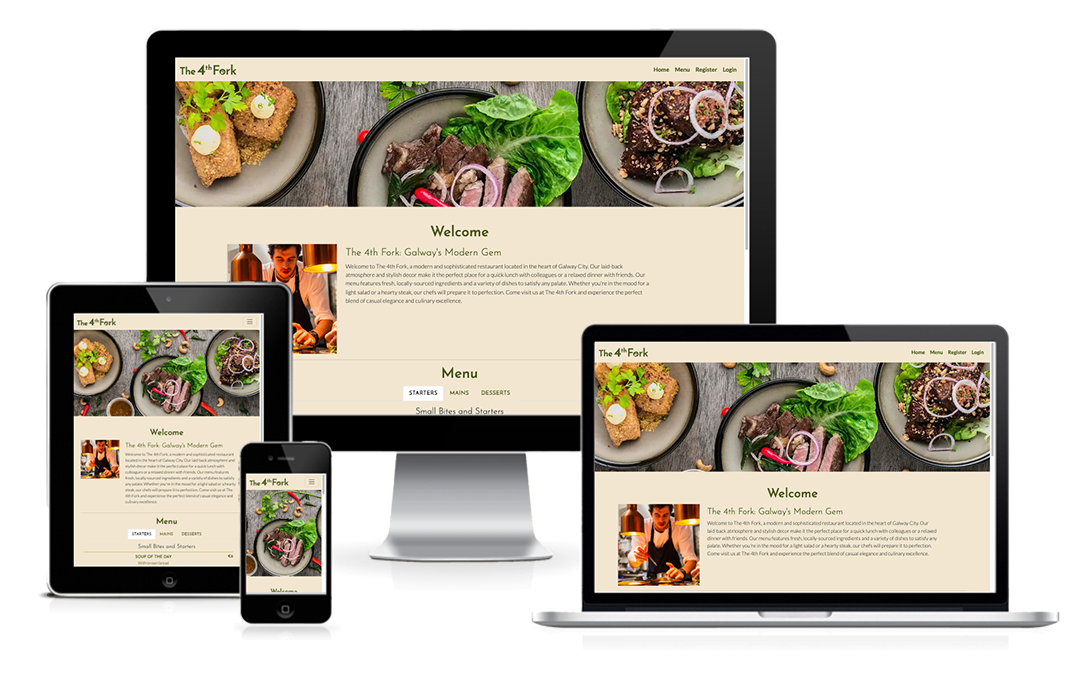 The 4th Fork
Home Menu Register Login
Welcome
The 4th Fork: Galway's Modern Gem
Welcome to The 4th Fork, a modern and sophisticated restaurant located in the heart of Galway City. Our laid-back
atmosphere and stylish decor make it the perfect place for a quick lunch with colleagues or a relaxed dinner with friends. Our
menu features fresh, locally sourced ingredients and a variety of dishes to satisfy any palate. Whether you're in the mood for
a light salad or a hearty steak, our chefs will prepare it to perfection. Come visit us at The 4th Fork and experience the perfect
blend of casual elegance and culinary excellence.
Menu
STARTERS MAINS DESSERTS
Small Bites and Starters
The 4th Fork
Welcome
The 4th Fork: Galway's Modern Gem
Welcome to The 4th Fork, a modern and sophisticated restaurant
located in the heart of Galway City. Our laid-back atmosphere and
stylish decor make it the perfect place for a quick lunch with
colleagues or a relaxed dinner with friends. Our menu features
fresh, locally sourced ingredients and a variety of dishes to satisfy
any palate. Whether you're in the mood for a light salad or a hearty
steak, our chefs will prepare it to perfection. Come visit us at The
4th Fork and experience the perfect blend of casual elegance and
culinary excellence.
Menu
STARTERS MAINS DESSERTS
Small Bites and Starters
SOUP OF THE DAY €6
The 4th Fork
Welcome
The 4th Fork
Home Menu Register Login
Welcome
The 4th Fork: Galway's Modern Gem
Welcome to The 4th Fork, a modern and sophisticated restaurant located in the heart of Galway City. Our
laid-back atmosphere and stylish decor make it the perfect place for a quick lunch with colleagues or a relaxed
dinner with friends. Our menu features fresh, locally sourced ingredients and a variety of dishes to satisfy any
palate. Whether you're in the mood for a light salad or a hearty steak, our chefs will prepare it to perfection.
Come visit us at The 4th Fork and experience the perfect blend of casual elegance and culinary excellence.